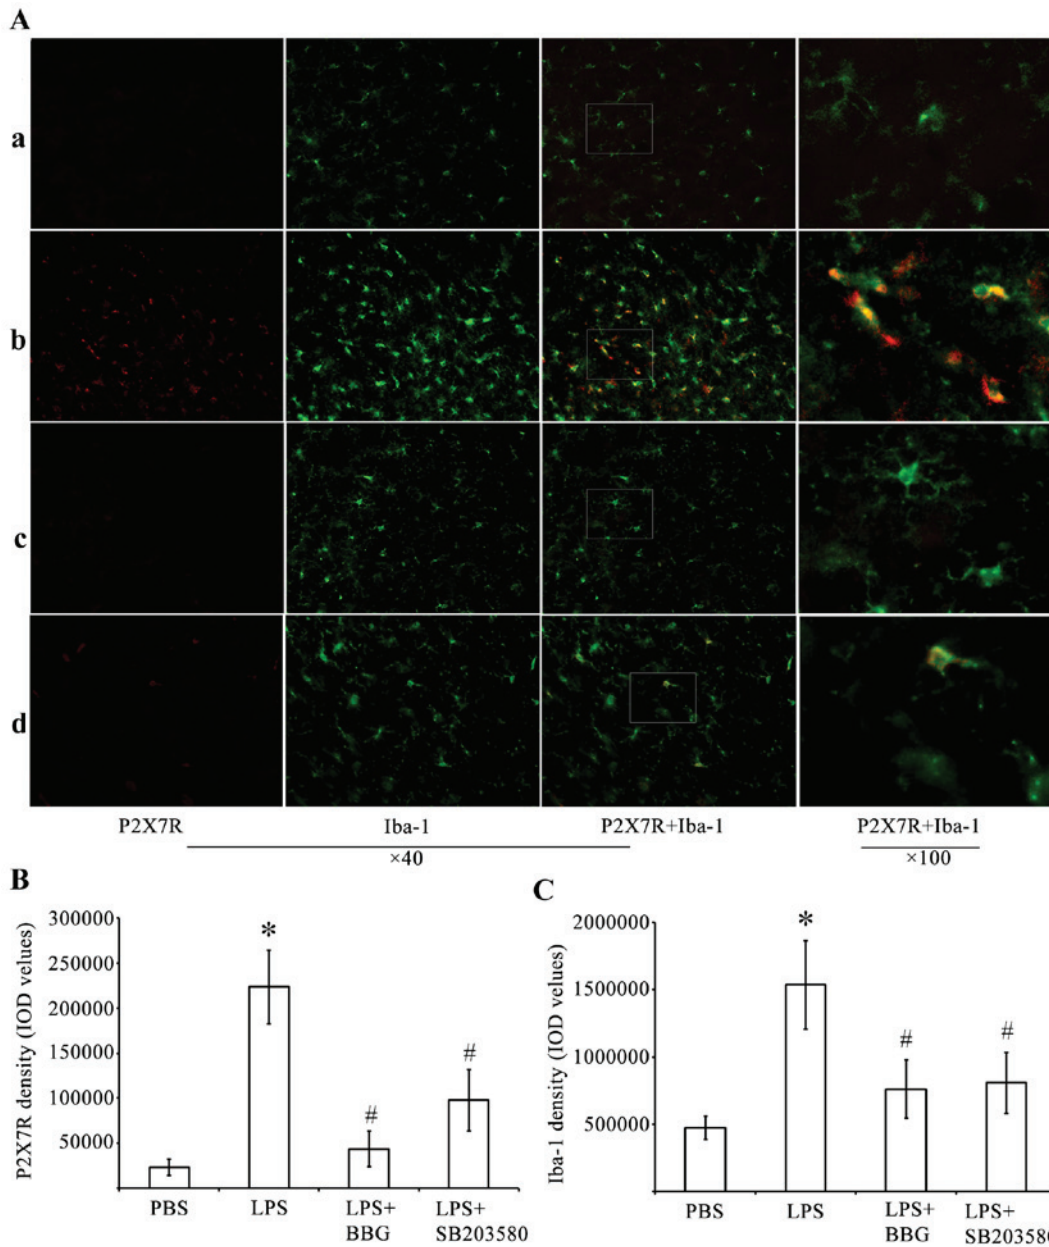 A
a
b
c
d
P2X7R Iba-1 P2X7R+Iba-1 P2X7R+Iba-1
×40 ×100
B
P2X7R density (IOD velues)
300000
250000
200000
150000
100000
50000
*
#
#
PBS LPS LPS+ LPS+
BBG SB203580
C
Iba-1 density (IOD velues)
2000000
1500000
1000000
500000
*
#
#
PBS LPS LPS+ LPS+
BBG SB203580